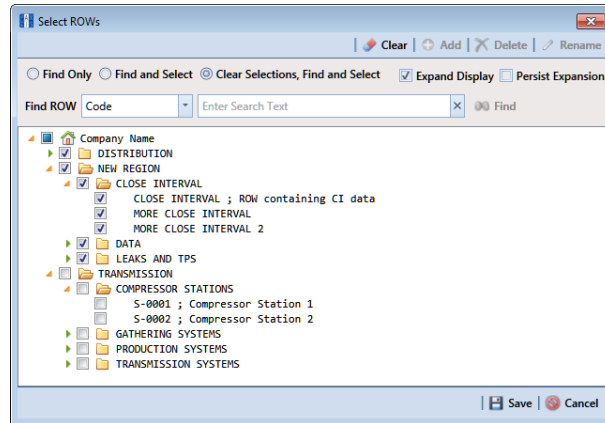 Select ROWs
Clear | Add | Delete | Rename
Find Only Find and Select Clear Selections, Find and Select Expand Display Persist Expansion
Find ROW Code Enter Search Text Find
Company Name
DISTRIBUTION
NEW REGION
CLOSE INTERVAL
CLOSE INTERVAL ; ROW containing CI data
MORE CLOSE INTERVAL
MORE CLOSE INTERVAL 2
DATA
LEAKS AND TPS
TRANSMISSION
COMPRESSOR STATIONS
S-0001 ; Compressor Station 1
S-0002 ; Compressor Station 2
GATHERING SYSTEMS
PRODUCTION SYSTEMS
TRANSMISSION SYSTEMS
Save | Cancel